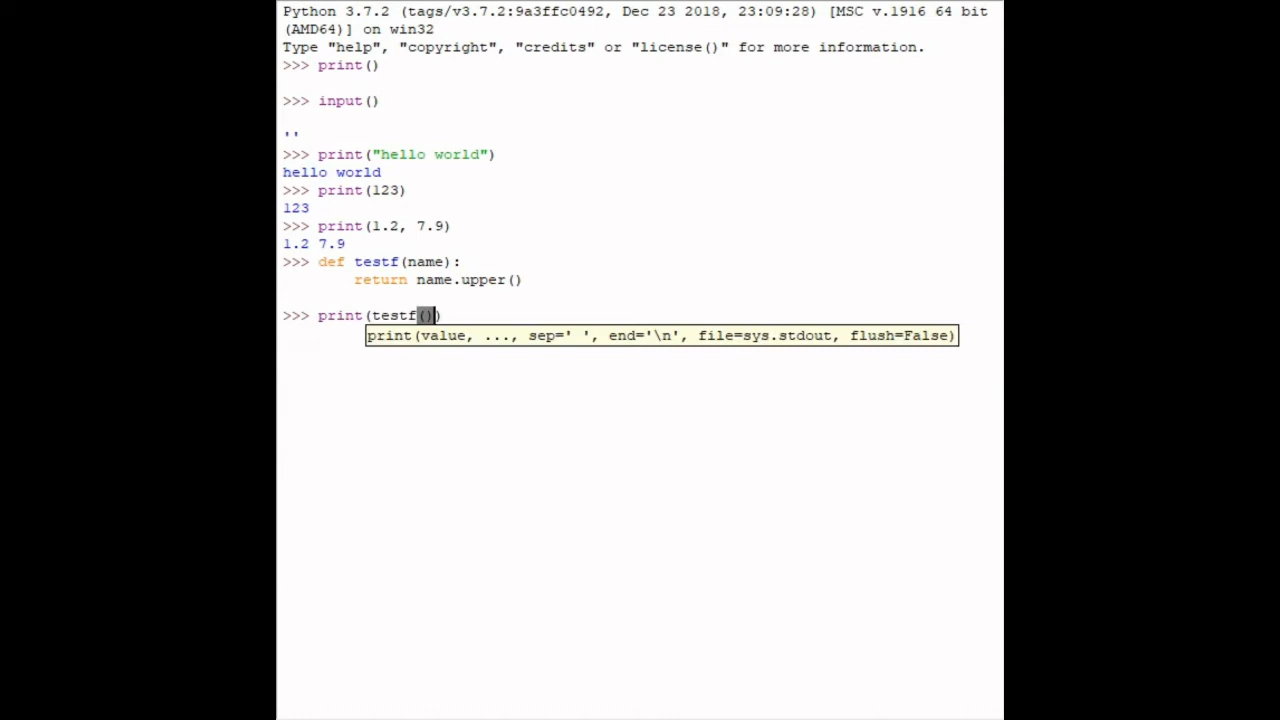 Python 3.7.2 (tags/v3.7.2:9a3ffc0492, Dec 23 2018, 23:09:28) [MSC v.1916 64 bit
(AMD64)] on win32
Type "help", "copyright", "credits" or "license()" for more information.
>>> print()
>>> input()
''
>>> print("hello world")
hello world
>>> print(123)
123
>>> print(1.2, 7.9)
1.2 7.9
>>> def testf(name):
        return name.upper()
>>> print(testf())
print(value, ..., sep=' ', end='\n', file=sys.stdout, flush=False)